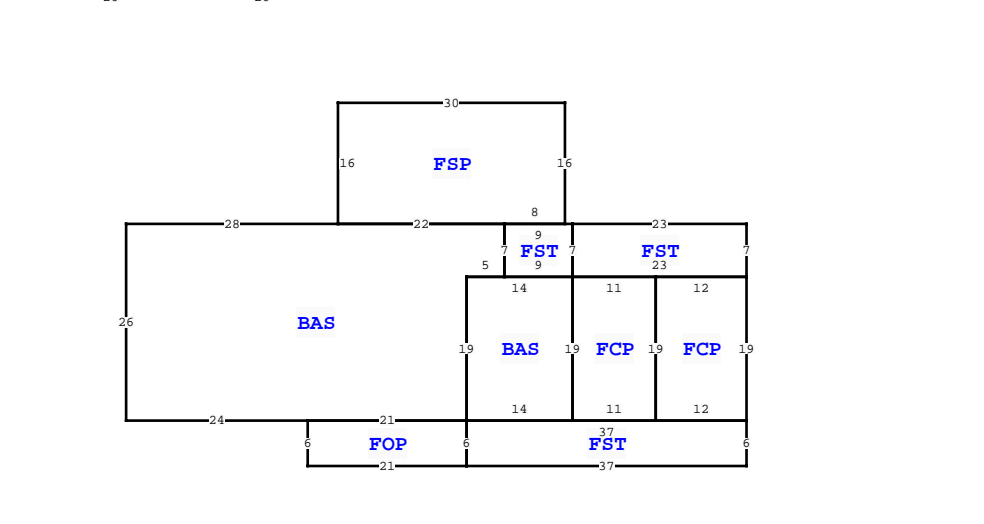 30
16 FSP 16
8
28 22 23
9
7 FST 7 FST 7
5 9 23
14 11 12
26 BAS
19 BAS 19 FCP 19 FCP 19
14 11 12
24 21
37
6 FOP 6 FST 6
21 37